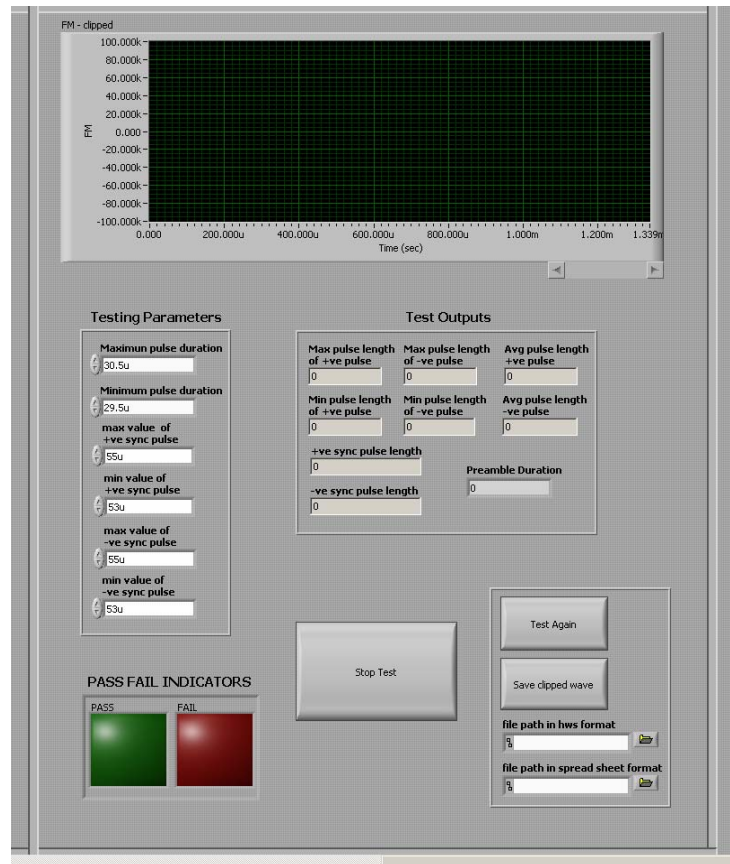 FM - clipped
100.000k
80.000k
60.000k
40.000k
20.000k
0.000
-20.000k
-40.000k
-60.000k
-80.000k
-100.000k
FM
0.000 200.000u 400.000u 600.000u 800.000u 1.000m 1.200m 1.339m
Time (sec)
Testing Parameters
Maximun pulse duration
30.5u
Minimum pulse duration
29.5u
max value of
+ve sync pulse
55u
min value of
+ve sync pulse
53u
max value of
-ve sync pulse
55u
min value of
-ve sync pulse
53u
Test Outputs
Max pulse length
of +ve pulse
0
Max pulse length
of -ve pulse
0
Avg pulse length
+ve pulse
0
Min pulse length
of +ve pulse
0
Min pulse length
of -ve pulse
0
Avg pulse length
-ve pulse
0
+ve sync pulse length
0
-ve sync pulse length
0
Preamble Duration
0
PASS FAIL INDICATORS
PASS
FAIL
Stop Test
Test Again
Save clipped wave
file path in hws format
file path in spread sheet format